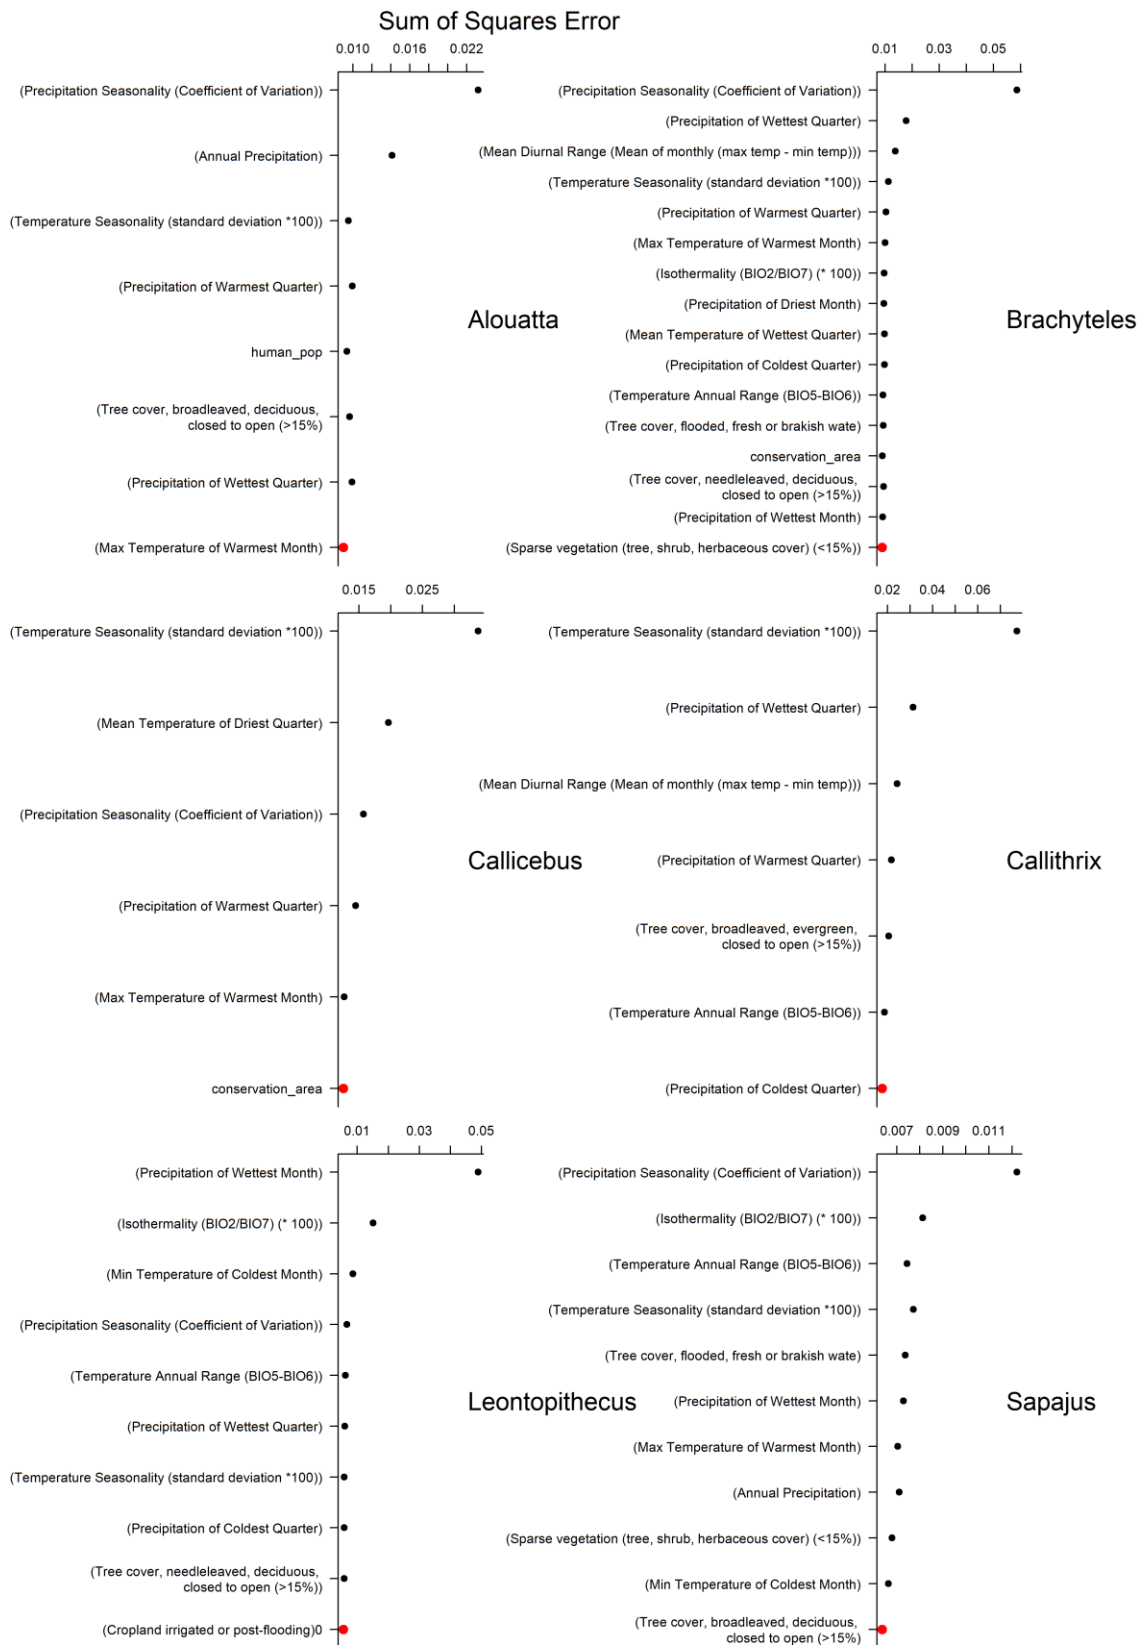 Sum of Squares Error
0.010 0.016 0.022
(Precipitation Seasonality (Coefficient of Variation))
(Annual Precipitation)
(Temperature Seasonality (standard deviation *100))
(Precipitation of Warmest Quarter)
Alouatta
human_pop
(Tree cover, broadleaved, deciduous,
closed to open (>15%)
(Precipitation of Wettest Quarter)
(Max Temperature of Warmest Month)
0.01 0.03 0.05
(Precipitation Seasonality (Coefficient of Variation))
(Precipitation of Wettest Quarter)
(Mean Diurnal Range (Mean of monthly (max temp - min temp)))
(Temperature Seasonality (standard deviation *100))
(Precipitation of Warmest Quarter)
(Max Temperature of Warmest Month)
(Isothermality (BIO2/BIO7) (* 100))
(Precipitation of Driest Month)
Brachyteles
(Mean Temperature of Wettest Quarter)
(Precipitation of Coldest Quarter)
(Temperature Annual Range (BIO5-BIO6))
(Tree cover, flooded, fresh or brakish wate)
conservation_area
(Tree cover, needleleaved, deciduous,
closed to open (>15%))
(Precipitation of Wettest Month)
(Sparse vegetation (tree, shrub, herbaceous cover) (<15%))
0.015 0.025
(Temperature Seasonality (standard deviation *100))
(Mean Temperature of Driest Quarter)
(Precipitation Seasonality (Coefficient of Variation))
Callicebus
(Precipitation of Warmest Quarter)
(Max Temperature of Warmest Month)
conservation_area
0.02 0.04 0.06
(Temperature Seasonality (standard deviation *100))
(Precipitation of Wettest Quarter)
(Mean Diurnal Range (Mean of monthly (max temp - min temp)))
(Precipitation of Warmest Quarter)
Callithrix
(Tree cover, broadleaved, evergreen,
closed to open (>15%))
(Temperature Annual Range (BIO5-BIO6))
(Precipitation of Coldest Quarter)
0.01 0.03 0.05
(Precipitation of Wettest Month)
(Isothermality (BIO2/BIO7) (* 100))
(Min Temperature of Coldest Month)
(Precipitation Seasonality (Coefficient of Variation))
(Temperature Annual Range (BIO5-BIO6))
Leontopithecus
(Precipitation of Wettest Quarter)
(Temperature Seasonality (standard deviation *100))
(Precipitation of Coldest Quarter)
(Tree cover, needleleaved, deciduous,
closed to open (>15%))
(Cropland irrigated or post-flooding)0
0.007 0.009 0.011
(Precipitation Seasonality (Coefficient of Variation))
(Isothermality (BIO2/BIO7) (* 100))
(Temperature Annual Range (BIO5-BIO6))
(Temperature Seasonality (standard deviation *100))
(Tree cover, flooded, fresh or brakish wate)
(Precipitation of Wettest Month)
Sapajus
(Max Temperature of Warmest Month)
(Annual Precipitation)
(Sparse vegetation (tree, shrub, herbaceous cover) (<15%))
(Min Temperature of Coldest Month)
(Tree cover, broadleaved, deciduous,
closed to open (>15%)